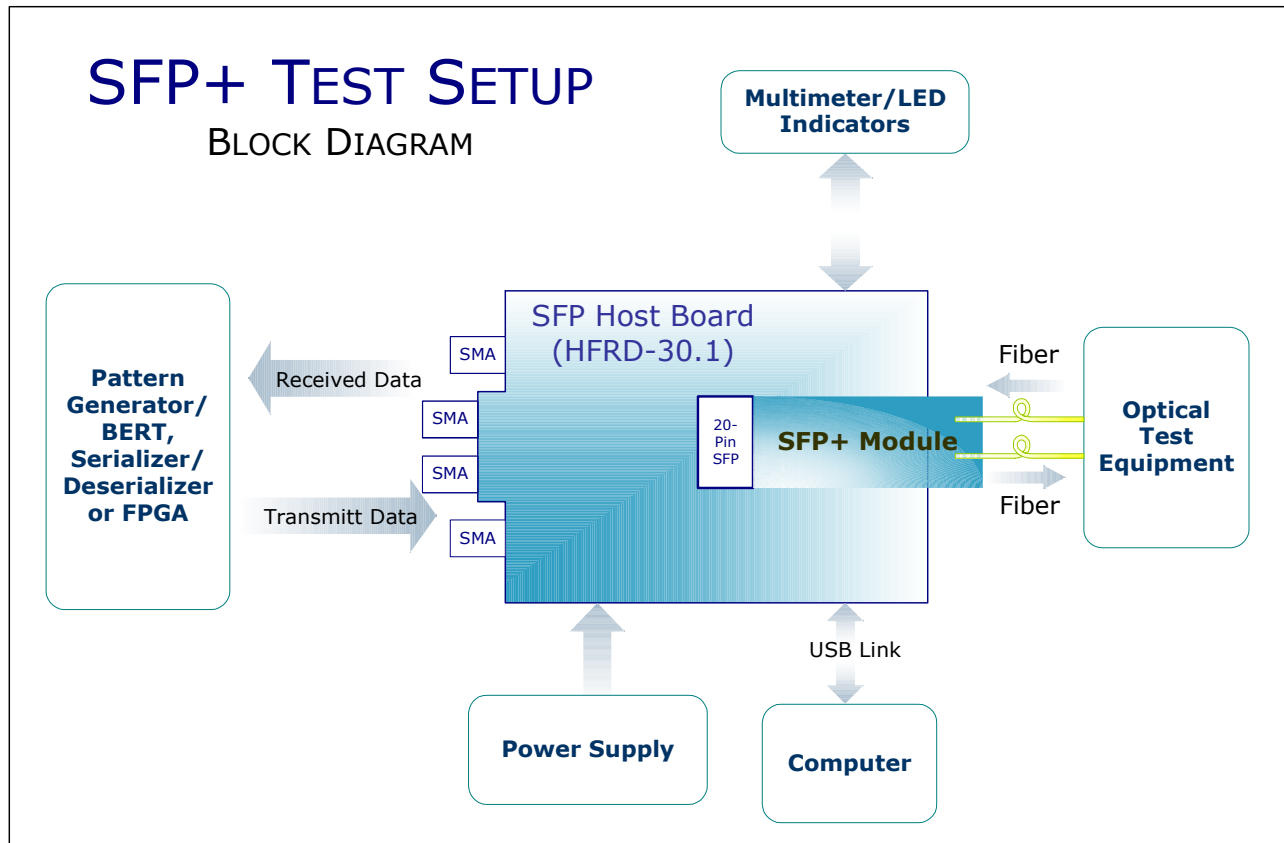 SFP+ TEST SETUP
BLOCK DIAGRAM
Multimeter/LED
Indicators
SFP Host Board
(HFRD-30.1)
SMA
SMA
SMA
SMA
Received Data
Transmitt Data
Pattern
Generator/
BERT,
Serializer/
Deserializer
or FPGA
20-
Pin
SFP
SFP+ Module
Fiber
Fiber
Optical
Test
Equipment
USB Link
Power Supply
Computer